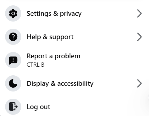 Settings & privacy
Help & support
Report a problem
CTRL B
Display & accessibility
Log out